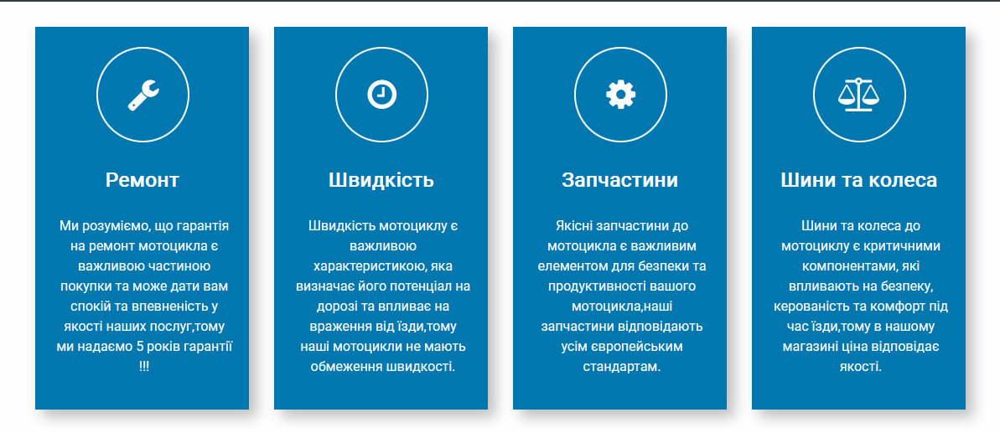 Ремонт
Ми розуміємо, що гарантія
на ремонт мотоцикла є
важливою частиною
покупки та може дати вам
спокій та впевненість у
якості наших послуг,тому
ми надаємо 5 років гарантії
!!!
Швидкість
Швидкість мотоциклу є
важливою
характеристикою, яка
визначає його потенціал на
дорозі та впливає на
враження від їзди,тому
наші мотоцикли не мають
обмеження швидкості.
Запчастини
Якісні запчастини до
мотоцикла є важливим
елементом для безпеки та
продуктивності вашого
мотоцикла,наші
запчастини відповідають
усім європейським
стандартам.
Шини та колеса
Шини та колеса до
мотоциклу є критичними
компонентами, які
впливають на безпеку,
керованість та комфорт під
час їзди,тому в нашому
магазині ціна відповідає
якості.